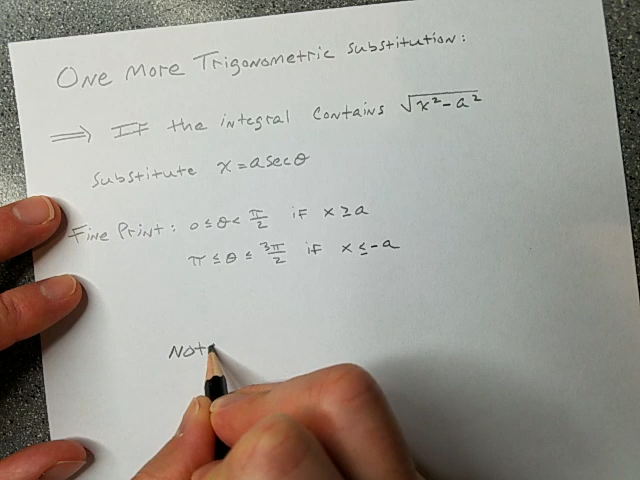 One More Trigonometric Substitution:
⟹ If the integral contains √(x²-a²)
Substitute x = a sec θ
Fine Print: 0 ≤ θ < π/2 if x ≥ a
π ≤ θ ≤ 3π/2 if x ≤ -a
Not